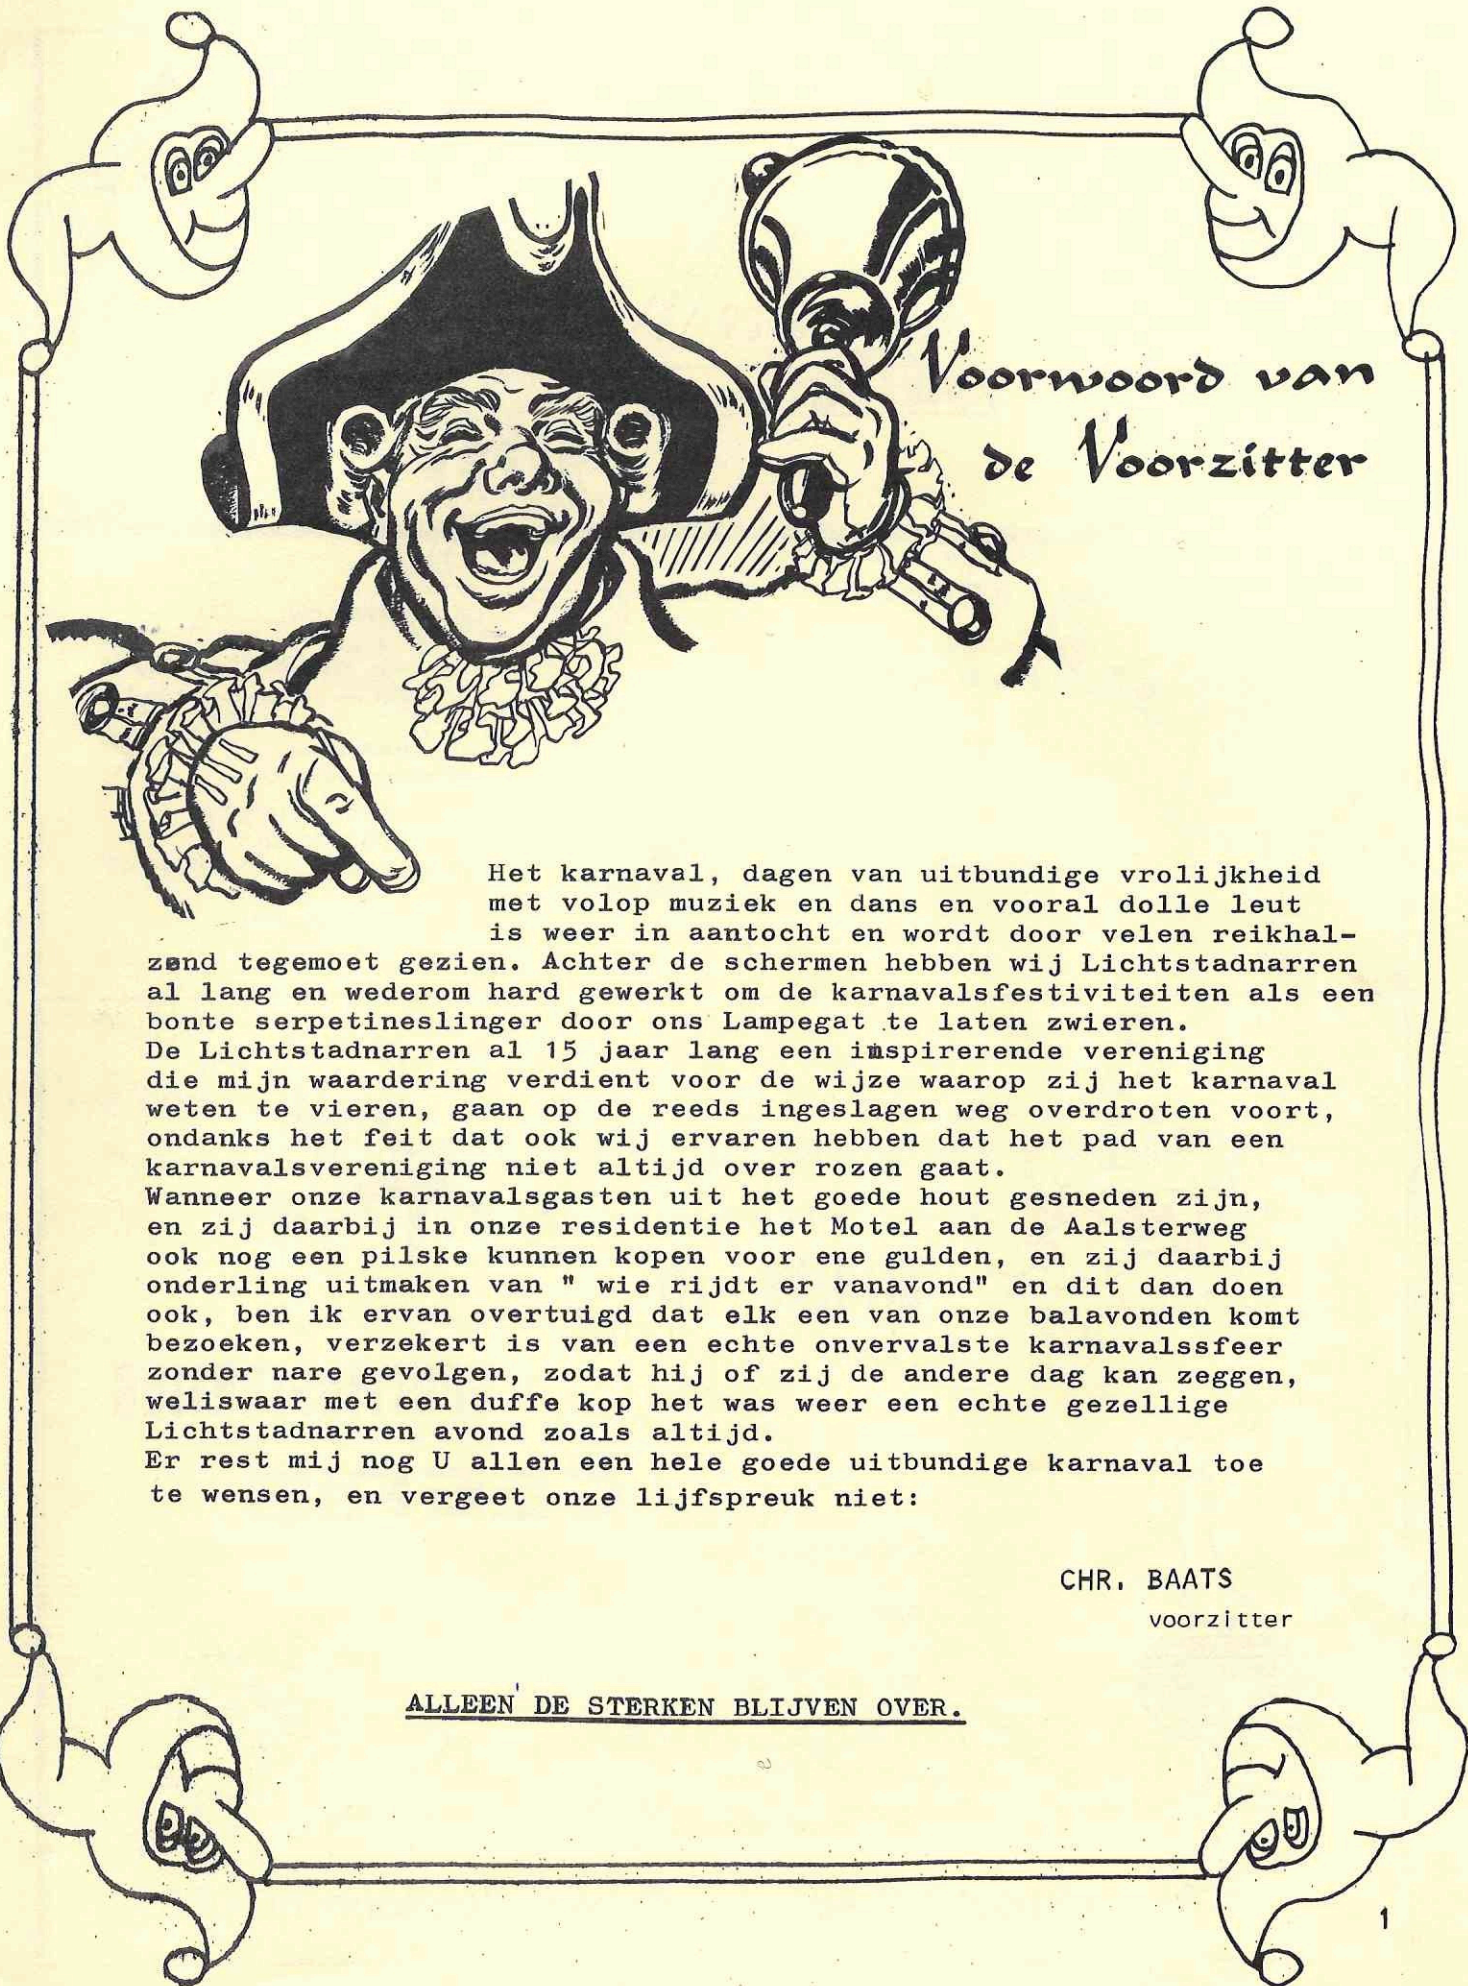 Voorwoord van
de Voorzitter
Het karnaval, dagen van uitbundige vrolijkheid
met volop muziek en dans en vooral dolle leut
is weer in aantocht en wordt door velen reikhal-
zend tegemoet gezien. Achter de schermen hebben wij Lichtstadnarren
al lang en wederom hard gewerkt om de karnavalsfestiviteiten als een
bonte serpetineslinger door ons Lampegat te laten zwieren.
De Lichtstadnarren al 15 jaar lang een inspirerende vereniging
die mijn waardering verdient voor de wijze waarop zij het karnaval
weten te vieren, gaan op de reeds ingeslagen weg overdroten voort,
ondanks het feit dat ook wij ervaren hebben dat het pad van een
karnavalsvereniging niet altijd over rozen gaat.
Wanneer onze karnavalsgasten uit het goede hout gesneden zijn,
en zij daarbij in onze residentie het Motel aan de Aalsterweg
ook nog een pilske kunnen kopen voor ene gulden, en zij daarbij
onderling uitmaken van " wie rijdt er vanavond" en dit dan doen
ook, ben ik ervan overtuigd dat elk een van onze balavonden komt
bezoeken, verzekert is van een echte onvervalste karnavalssfeer
zonder nare gevolgen, zodat hij of zij de andere dag kan zeggen,
weliswaar met een duffe kop het was weer een echte gezellige
Lichtstadnarren avond zoals altijd.
Er rest mij nog U allen een hele goede uitbundige karnaval toe
te wensen, en vergeet onze lijfspreuk niet:
CHR. BAATS
voorzitter
ALLEEN DE STERKEN BLIJVEN OVER.
1